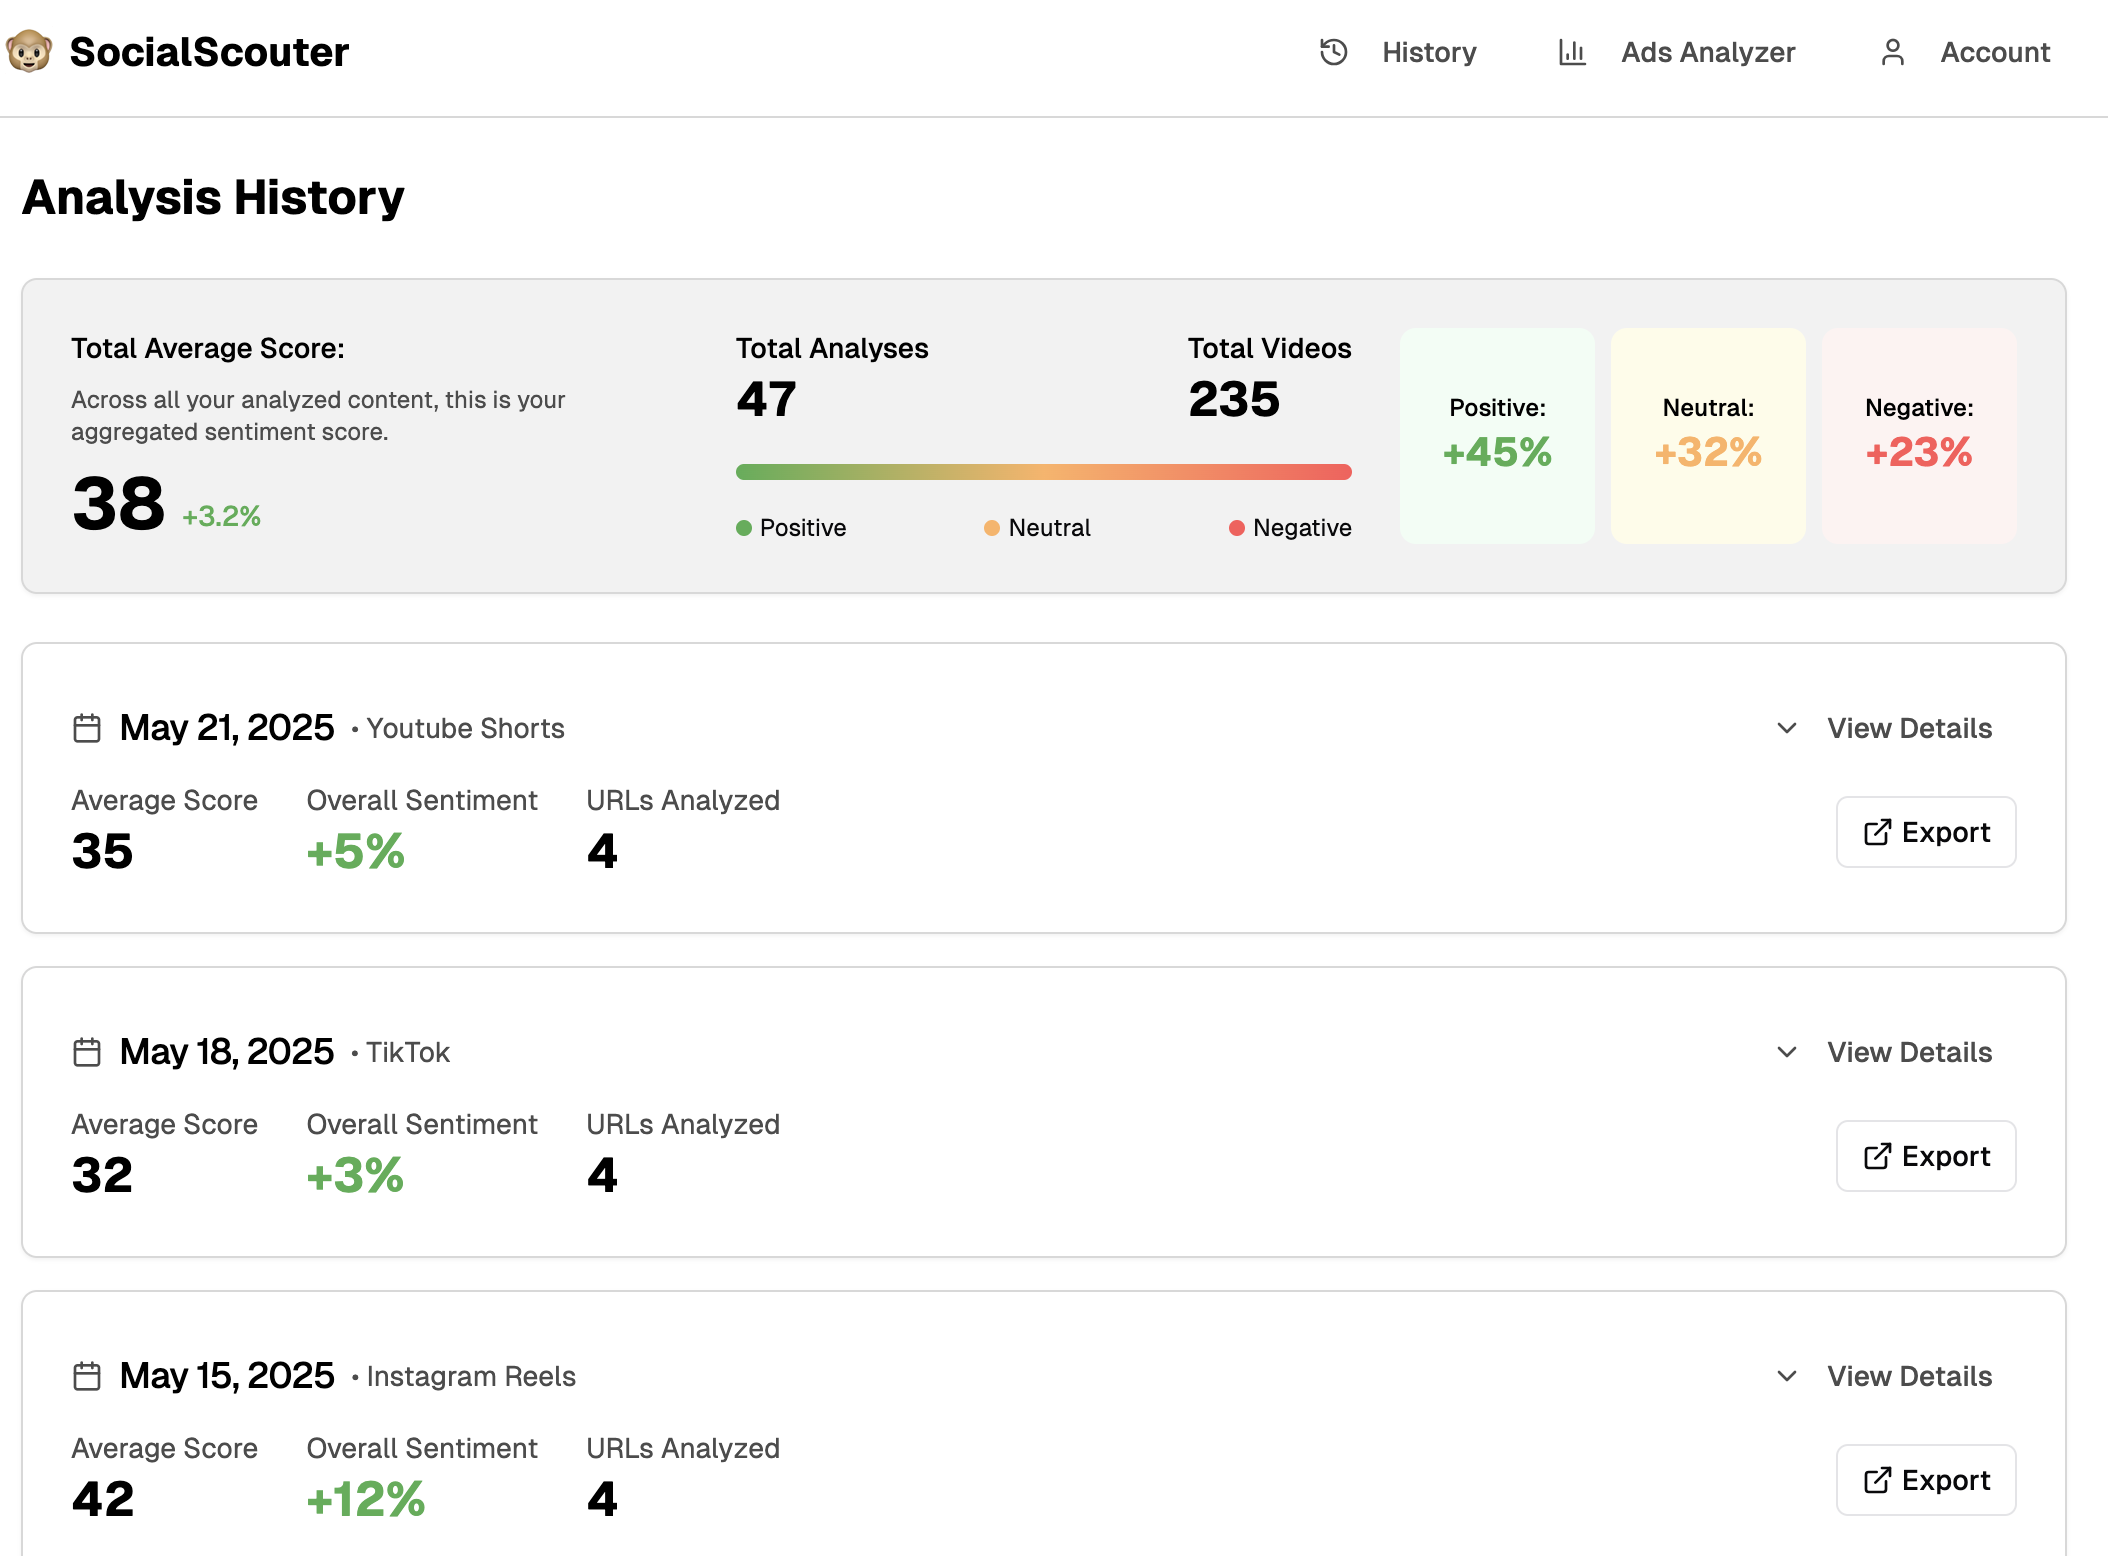 SocialScouter
History
Ads Analyzer
Account
Analysis History
Total Average Score:
Across all your analyzed content, this is your
aggregated sentiment score.
38 +3.2%
Total Analyses
47
Total Videos
235
Positive
Neutral
Negative
Positive:
+45%
Neutral:
+32%
Negative:
+23%
May 21, 2025 • Youtube Shorts
View Details
Average Score
35
Overall Sentiment
+5%
URLs Analyzed
4
Export
May 18, 2025 • TikTok
View Details
Average Score
32
Overall Sentiment
+3%
URLs Analyzed
4
Export
May 15, 2025 • Instagram Reels
View Details
Average Score
42
Overall Sentiment
+12%
URLs Analyzed
4
Export